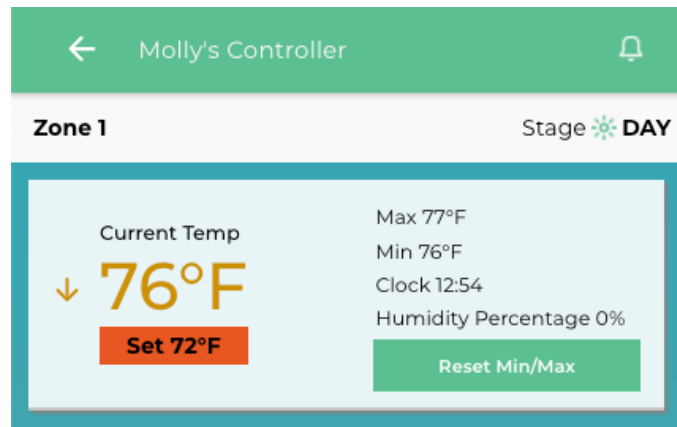 Molly's Controller
Zone 1
Stage DAY
Current Temp
76°F
Set 72°F
Max 77°F
Min 76°F
Clock 12:54
Humidity Percentage 0%
Reset Min/Max